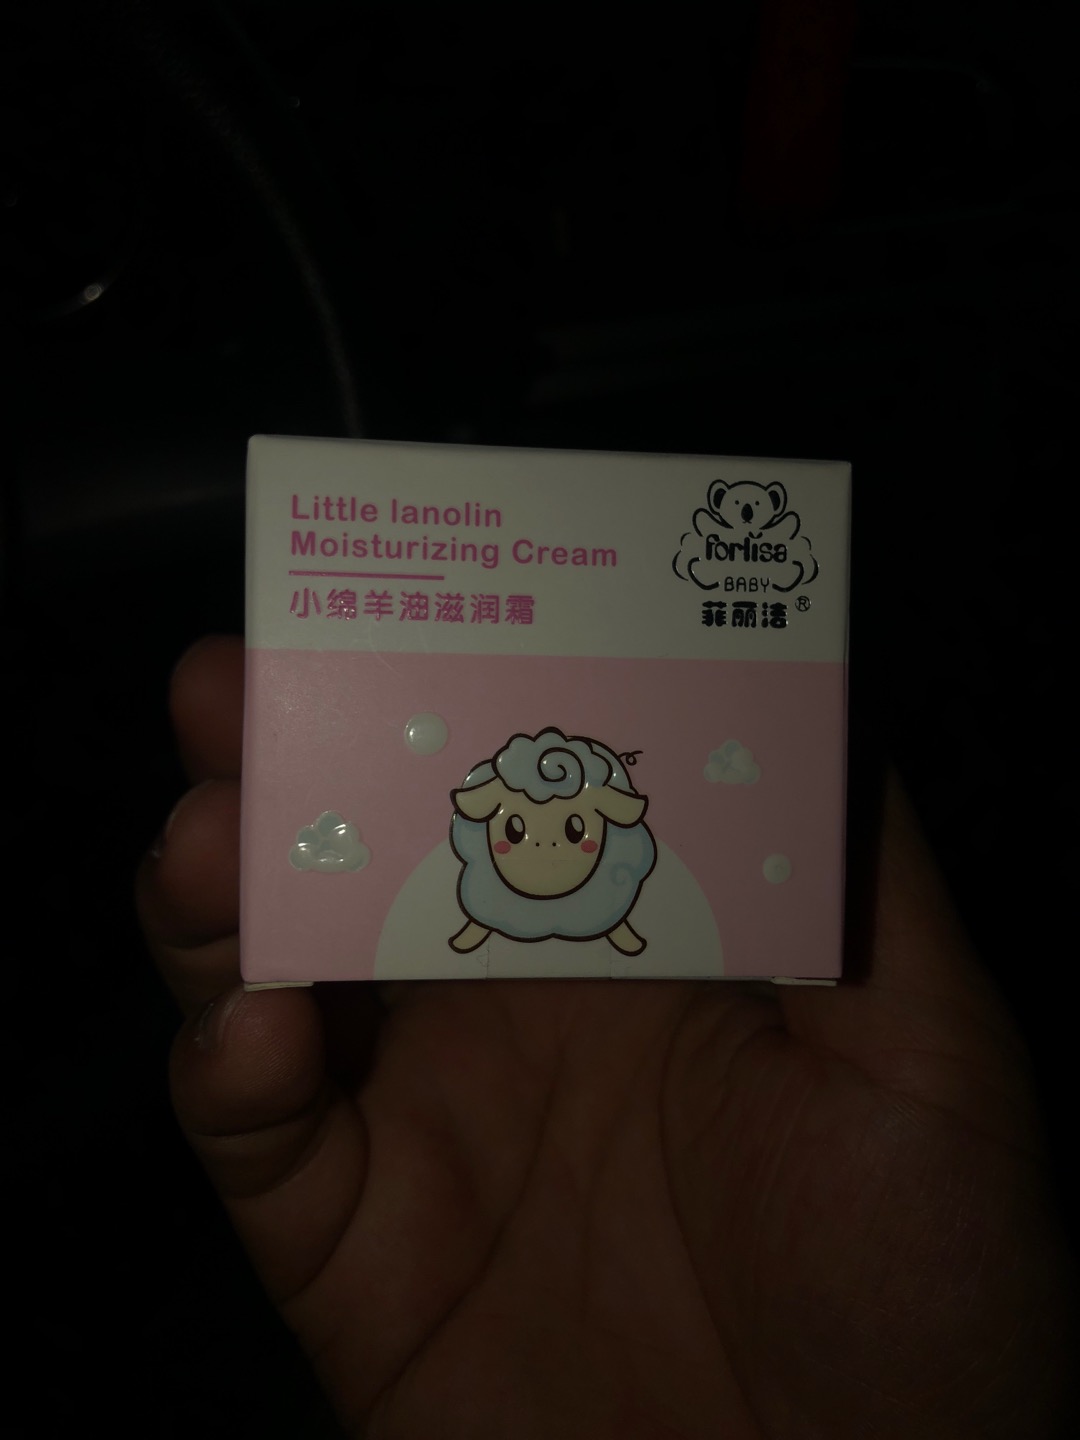 Little lanolin
Moisturizing Cream
小绵羊油滋润霜
forlisa
BABY
菲丽洁®